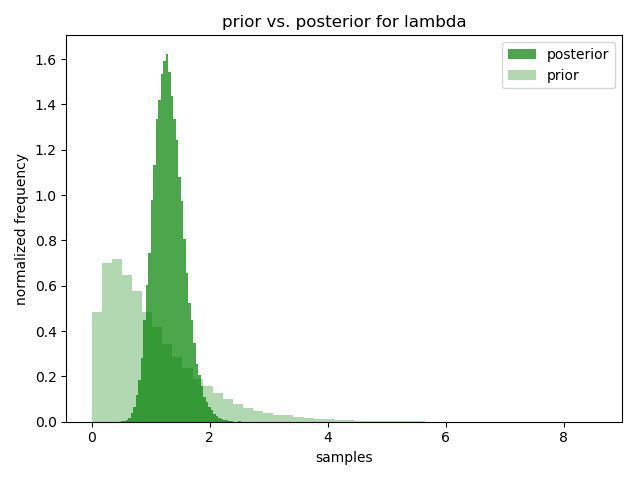 prior vs. posterior for lambda
posterior
prior
normalized frequency
1.6
1.4
1.2
1.0
0.8
0.6
0.4
0.2
0.0
0 2 4 6 8
samples